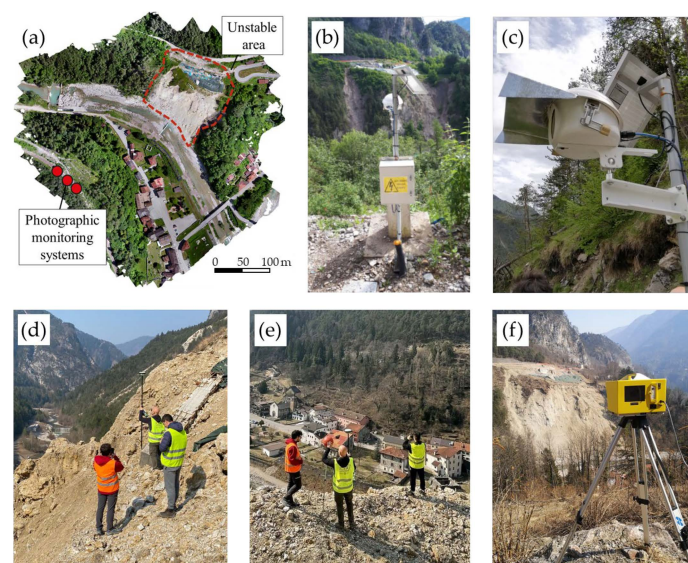 (a)
Unstable
area
Photographic
monitoring
systems
0 50 100 m
(b)
(c)
(d)
(e)
(f)